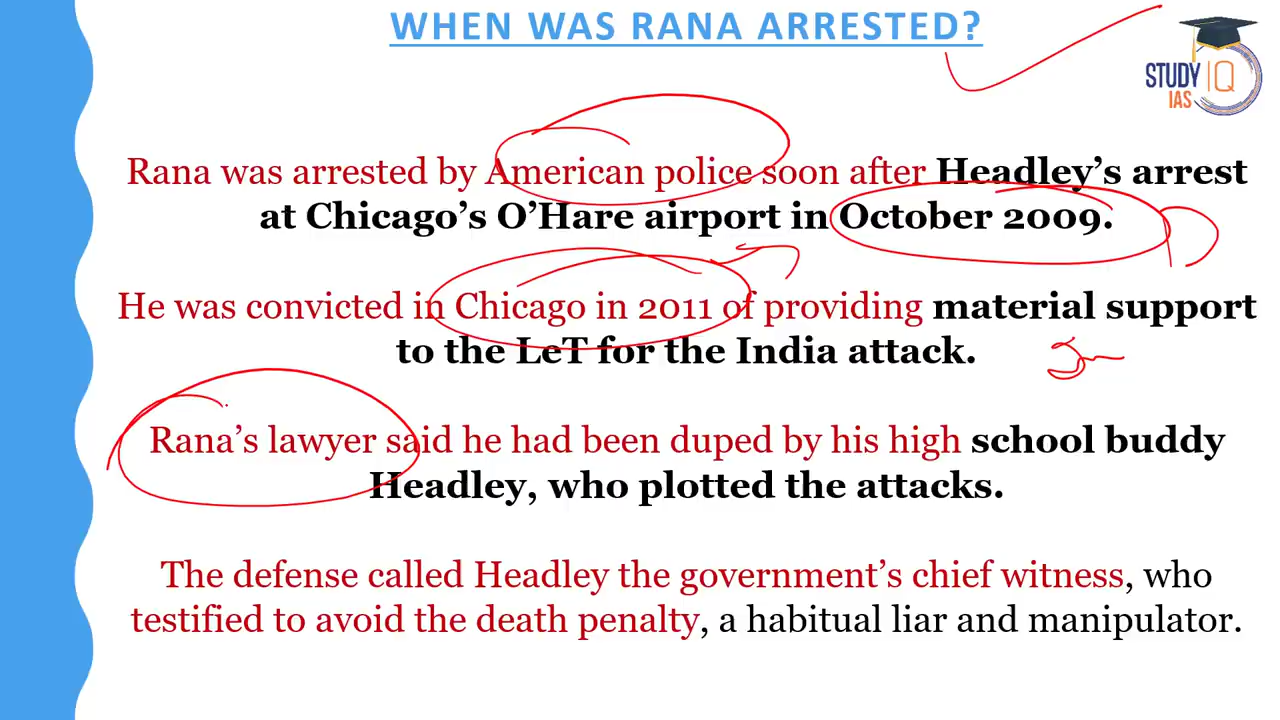 WHEN WAS RANA ARRESTED?
STUDY IQ
IAS
Rana was arrested by American police soon after Headley’s arrest
at Chicago’s O’Hare airport in October 2009.
He was convicted in Chicago in 2011 of providing material support
to the LeT for the India attack.
Rana’s lawyer said he had been duped by his high school buddy
Headley, who plotted the attacks.
The defense called Headley the government’s chief witness, who
testified to avoid the death penalty, a habitual liar and manipulator.